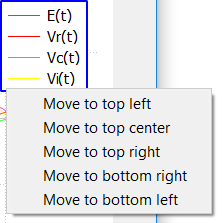 E(t)
Vr(t)
Vc(t)
Vi(t)
Move to top left
Move to top center
Move to top right
Move to bottom right
Move to bottom left